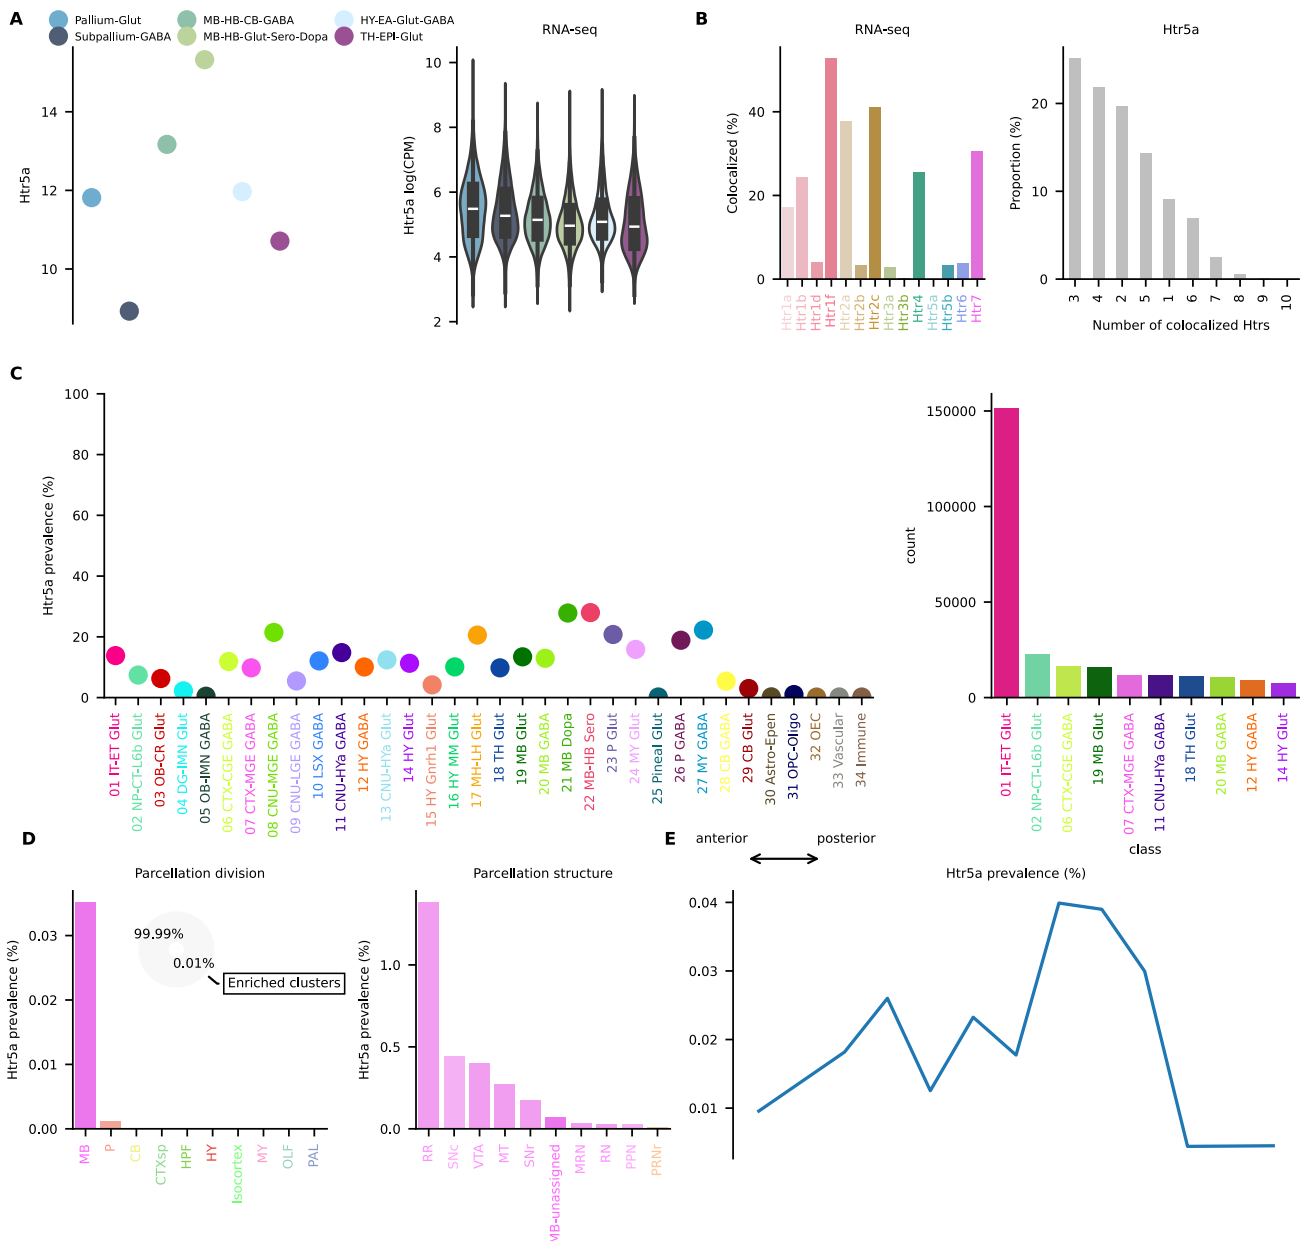 A
Pallium-Glut
MB-HB-CB-GABA
HY-EA-Glut-GABA
Subpallium-GABA
MB-HB-Glut-Sero-Dopa
TH-EPI-Glut
Htr5a
14
12
10
RNA-seq
Htr5a log(CPM)
10
8
6
4
2
B
RNA-seq
Colocalized (%)
40
20
0
Htr1a
Htr1b
Htr1d
Htr1f
Htr2a
Htr2b
Htr2c
Htr3a
Htr3b
Htr4
Htr5a
Htr5b
Htr6
Htr7
Htr5a
Proportion (%)
20
10
0
3
4
2
5
1
6
7
8
9
10
Number of colocalized Htrs
C
Htr5a prevalence (%)
100
80
60
40
20
0
01 IT-ET Glut
02 NP-CT-L6b Glut
03 OB-CR Glut
04 DG-IMN Glut
05 OB-IMN GABA
06 CTX-CGE GABA
07 CTX-MGE GABA
08 CNU-MGE GABA
09 CNU-LGE GABA
10 LSX GABA
11 CNU-HYa GABA
12 HY GABA
13 CNU-HYa Glut
14 HY Glut
15 HY Gnrh1 Glut
16 HY MM Glut
17 MH-LH Glut
18 TH Glut
19 MB Glut
20 MB GABA
21 MB Dopa
22 MB-HB Sero
23 P Glut
24 MY Glut
25 Pineal Glut
26 P GABA
27 MY GABA
28 CB GABA
29 CB Glut
30 Astro-Epen
31 OPC-Oligo
32 OEC
33 Vascular
34 Immune
count
150000
100000
50000
0
01 IT-ET Glut
02 NP-CT-L6b Glut
06 CTX-CGE GABA
19 MB Glut
07 CTX-MGE GABA
11 CNU-HYa GABA
18 TH Glut
20 MB GABA
12 HY GABA
14 HY Glut
class
D
Parcellation division
Htr5a prevalence (%)
0.03
0.02
0.01
0.00
99.99%
0.01%
Enriched clusters
MB
P
CB
CTXsp
HPF
HY
Isocortex
MY
OLF
PAL
Parcellation structure
Htr5a prevalence (%)
1.0
0.5
0.0
RR
SNc
VTA
MT
SNr
MB-unassigned
MRN
RN
PPN
PRNr
E
anterior
posterior
Htr5a prevalence (%)
0.04
0.03
0.02
0.01